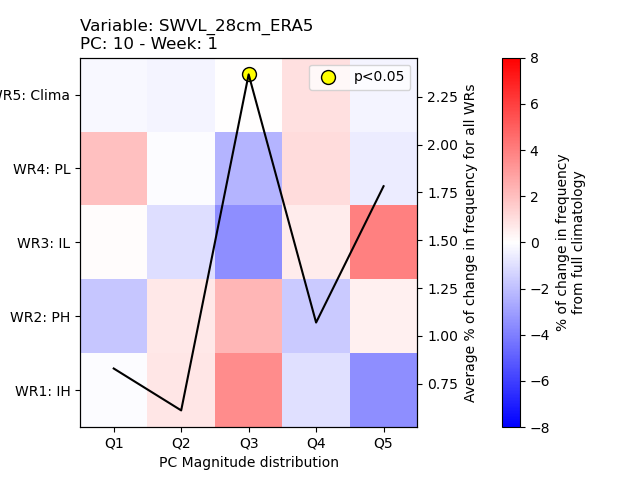 Variable: SWVL_28cm_ERA5
PC: 10 - Week: 1
p<0.05
WR5: Clima
WR4: PL
WR3: IL
WR2: PH
WR1: IH
Q1 Q2 Q3 Q4 Q5
PC Magnitude distribution
2.25
2.00
1.75
1.50
1.25
1.00
0.75
Average % of change in frequency for all WRs
8
6
4
2
0
−2
−4
−6
−8
% of change in frequency
from full climatology